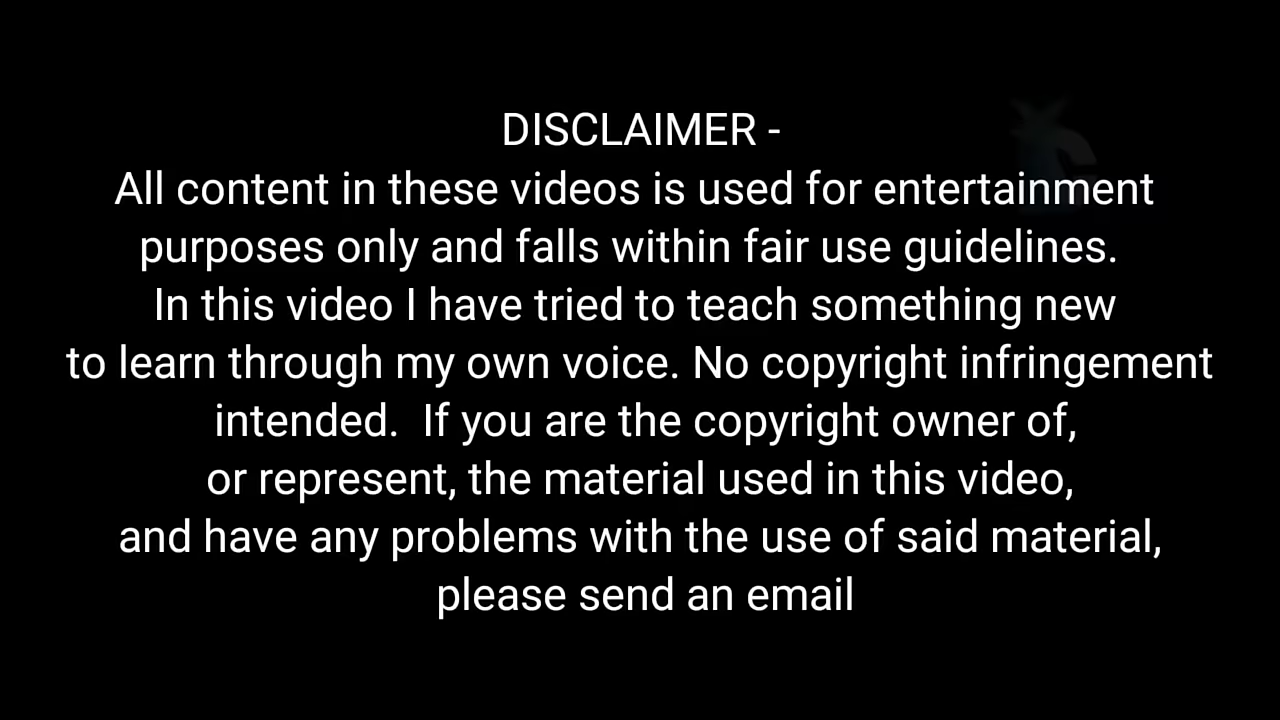 DISCLAIMER -
All content in these videos is used for entertainment
purposes only and falls within fair use guidelines.
In this video I have tried to teach something new
to learn through my own voice. No copyright infringement
intended.  If you are the copyright owner of,
or represent, the material used in this video,
and have any problems with the use of said material,
please send an email